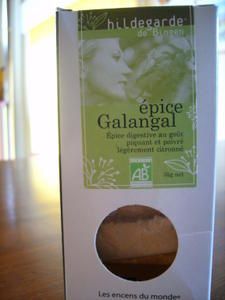 hildegarde
de Bingen
épice
Galangal
Épice digestive au goût
piquant et poivré
légèrement citronné
AB
Les encens du monde®